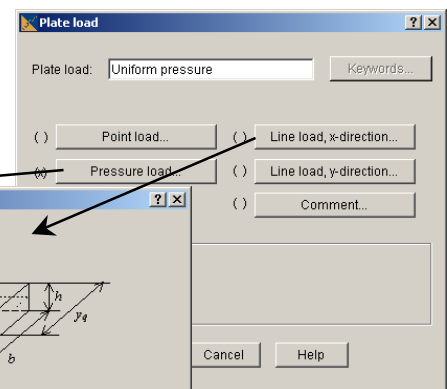 Plate load
Plate load: Uniform pressure Keywords...
( ) Point load... ( ) Line load, x-direction...
(x) Pressure load... ( ) Line load, y-direction...
( ) Comment...
h
yq
b
Cancel Help